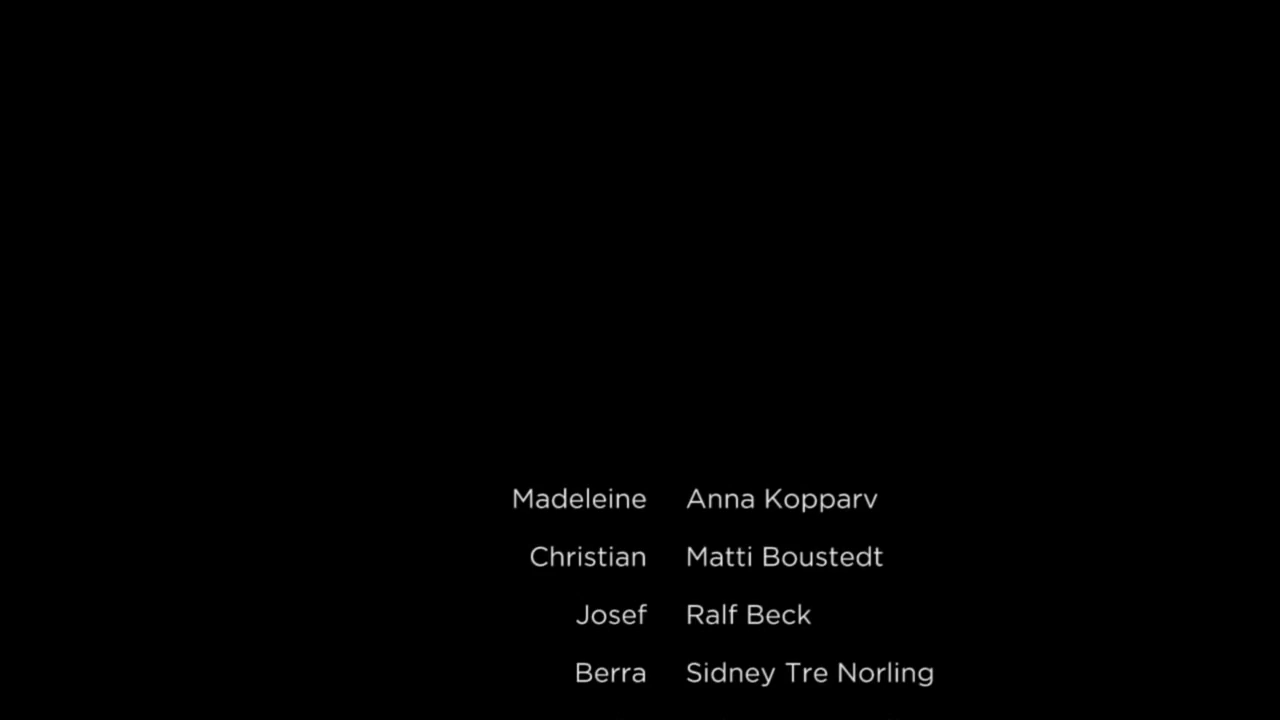 Madeleine Anna Kopparv
Christian Matti Boustedt
Josef Ralf Beck
Berra Sidney Tre Norling